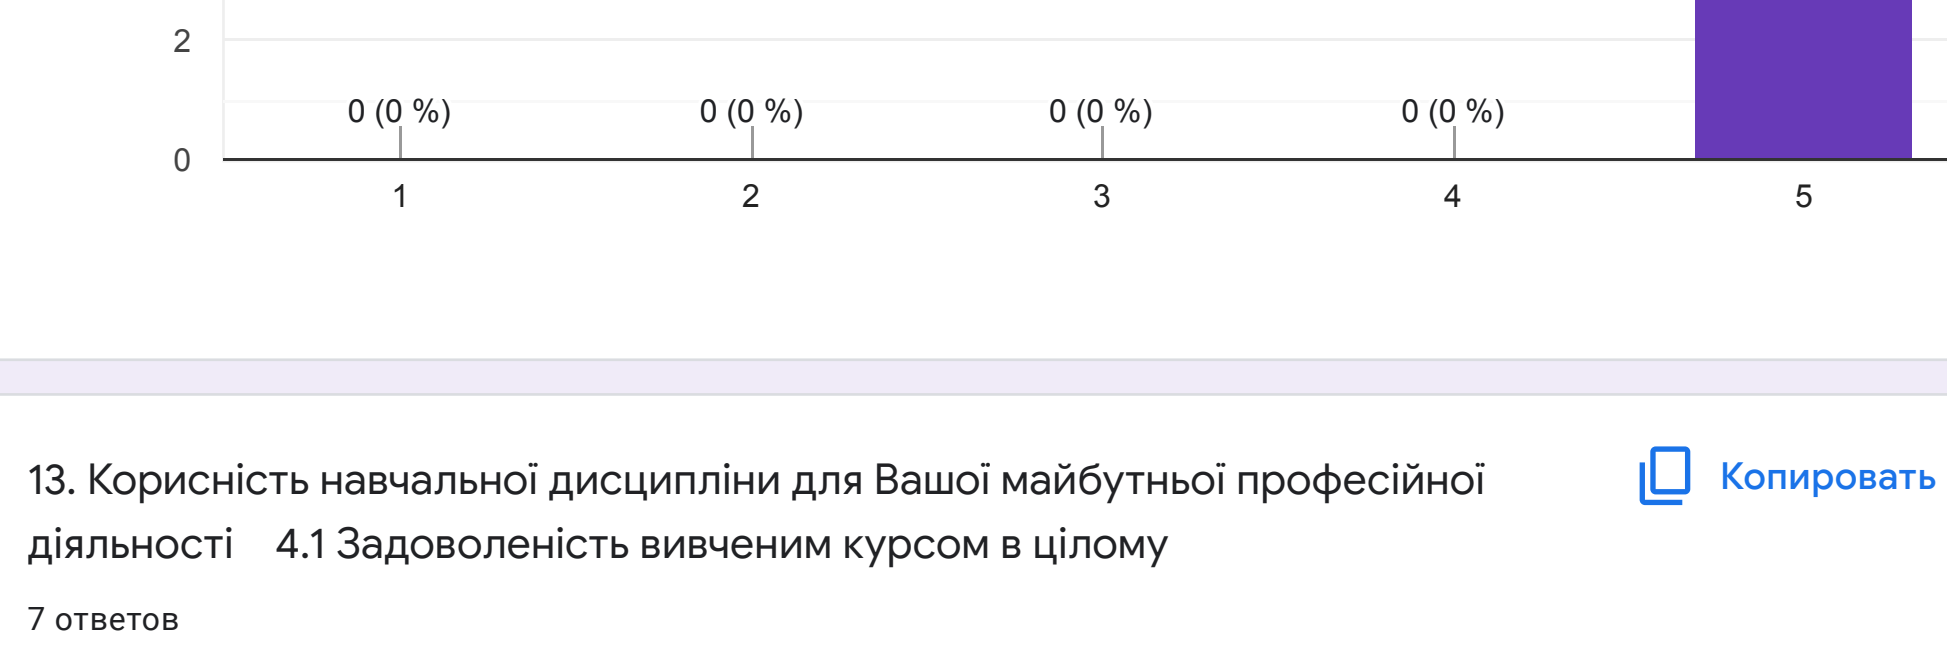 2
0 (0 %) 0 (0 %) 0 (0 %) 0 (0 %)
0
1 2 3 4 5
13. Корисність навчальної дисципліни для Вашої майбутньої професійної
Копировать
діяльності 4.1 Задоволеність вивченим курсом в цілому
7 ответов